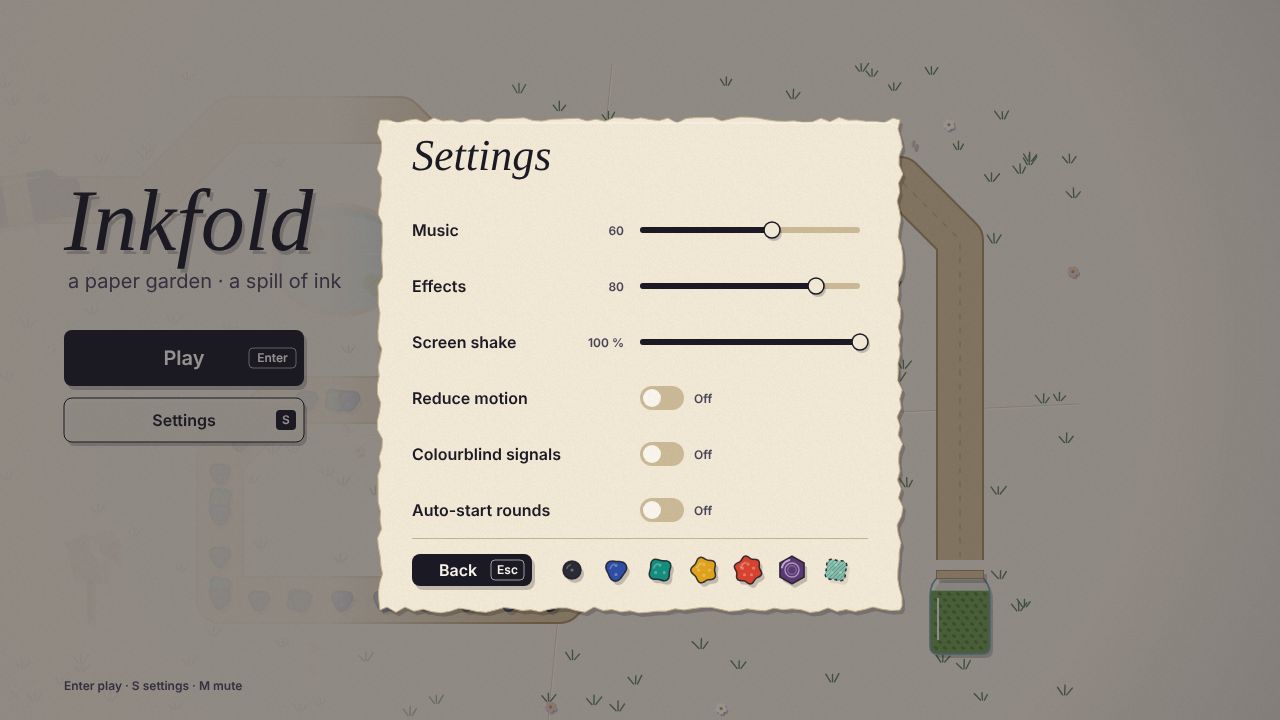 Inkfold
a paper garden · a spill of ink
Play Enter
Settings S
Enter play · S settings · M mute
Settings
Music 60
Effects 80
Screen shake 100 %
Reduce motion Off
Colourblind signals Off
Auto-start rounds Off
Back Esc